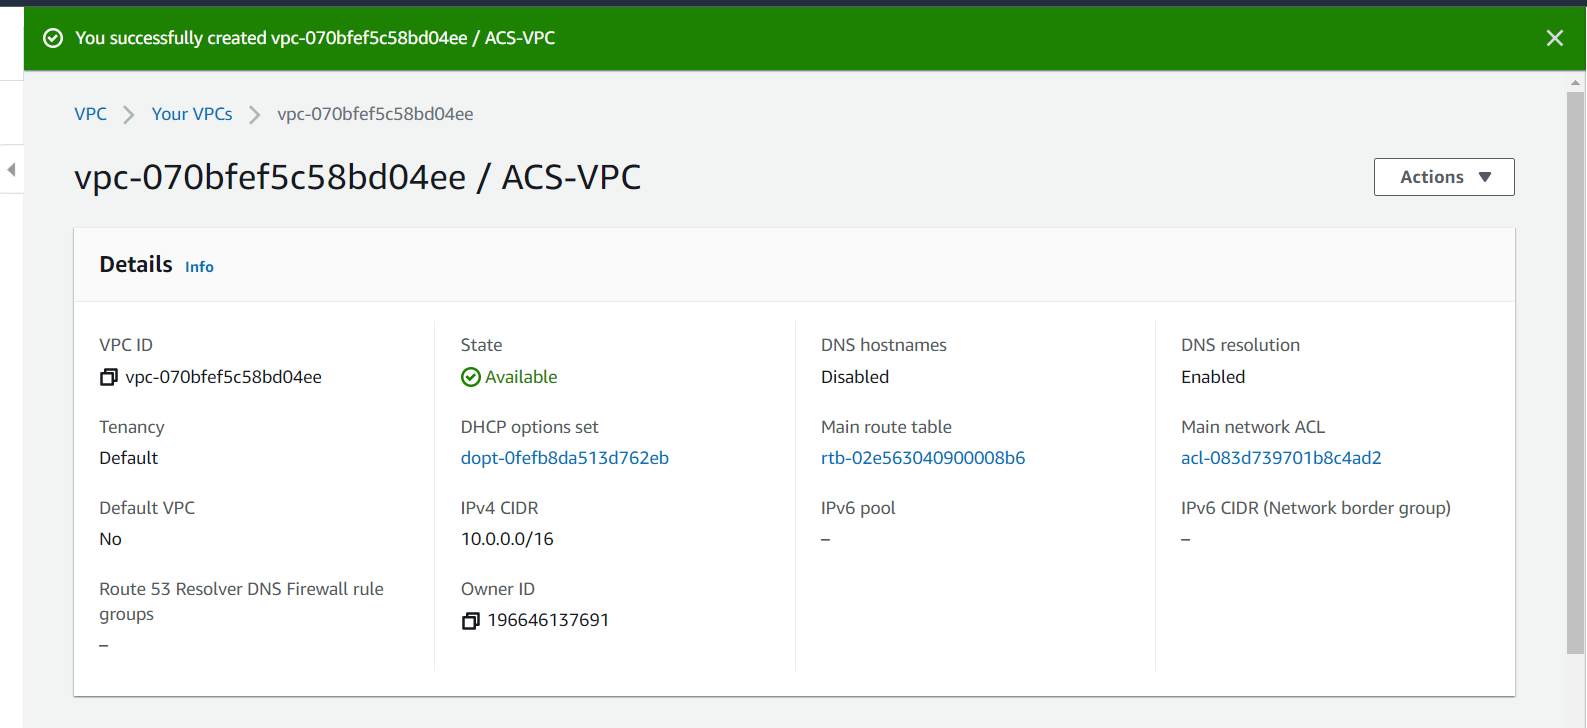 You successfully created vpc-070bfef5c58bd04ee / ACS-VPC
VPC
Your VPCs
vpc-070bfef5c58bd04ee
vpc-070bfef5c58bd04ee / ACS-VPC
Actions
Details Info
VPC ID
vpc-070bfef5c58bd04ee
State
Available
DNS hostnames
Disabled
DNS resolution
Enabled
Tenancy
Default
DHCP options set
dopt-0fefb8da513d762eb
Main route table
rtb-02e563040900008b6
Main network ACL
acl-083d739701b8c4ad2
Default VPC
No
IPv4 CIDR
10.0.0.0/16
IPv6 pool
–
IPv6 CIDR (Network border group)
–
Route 53 Resolver DNS Firewall rule
groups
–
Owner ID
196646137691